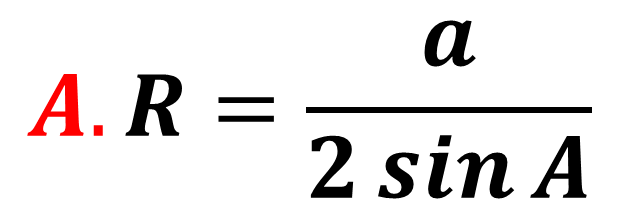 A. R = a / 2 sin A